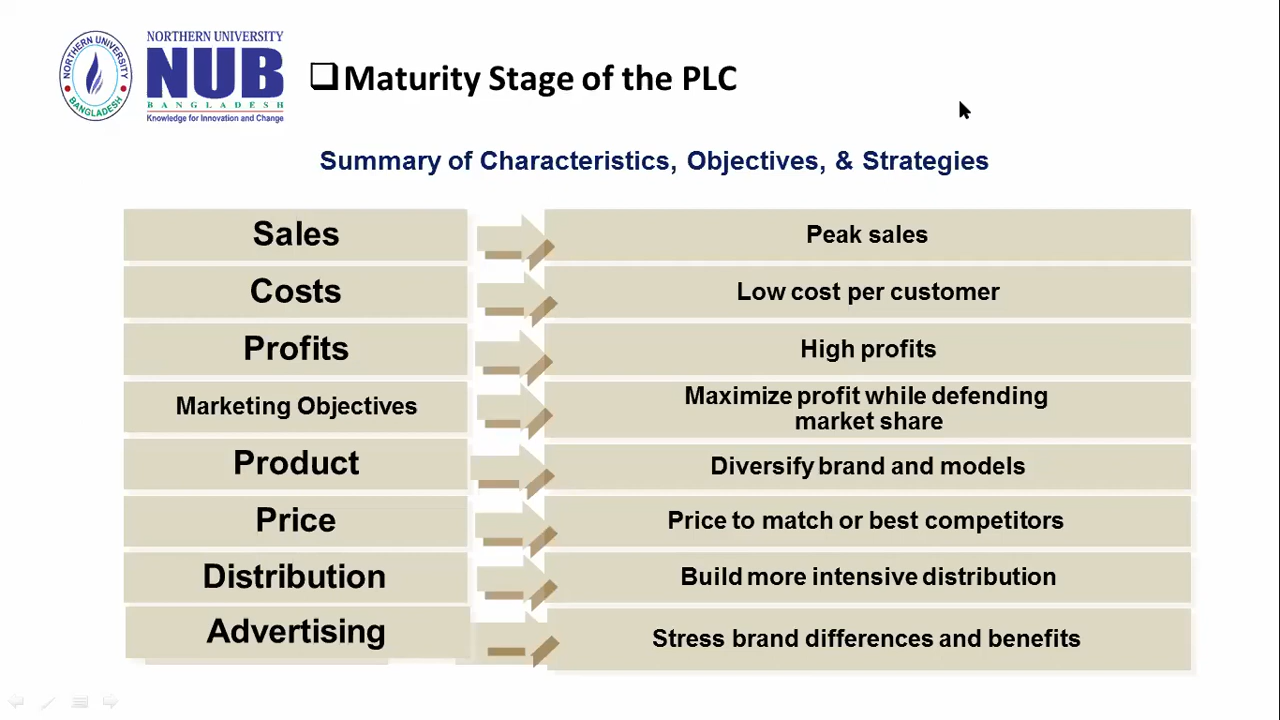 NORTHERN UNIVERSITY
NORTHERN UNIVERSITY
BANGLADESH
NUB
BANGLADESH
Knowledge for Innovation and Change
❑Maturity Stage of the PLC
Summary of Characteristics, Objectives, & Strategies
Sales
Peak sales
Costs
Low cost per customer
Profits
High profits
Marketing Objectives
Maximize profit while defending
market share
Product
Diversify brand and models
Price
Price to match or best competitors
Distribution
Build more intensive distribution
Advertising
Stress brand differences and benefits